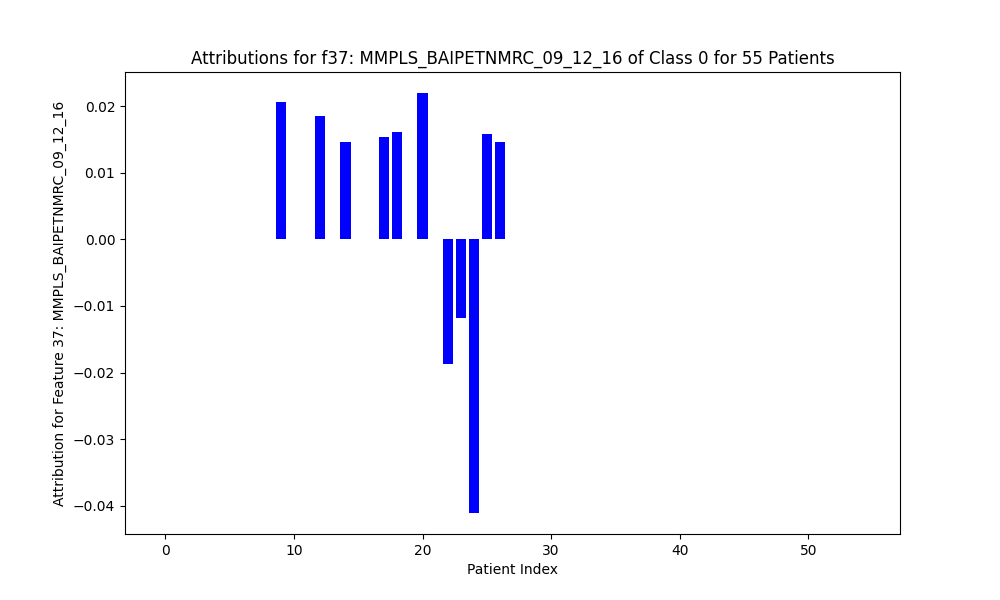 Attributions for f37: MMPLS_BAIPETNMRC_09_12_16 of Class 0 for 55 Patients
Attribution for Feature 37: MMPLS_BAIPETNMRC_09_12_16
0.02
0.01
0.00
−0.01
−0.02
−0.03
−0.04
0 10 20 30 40 50
Patient Index